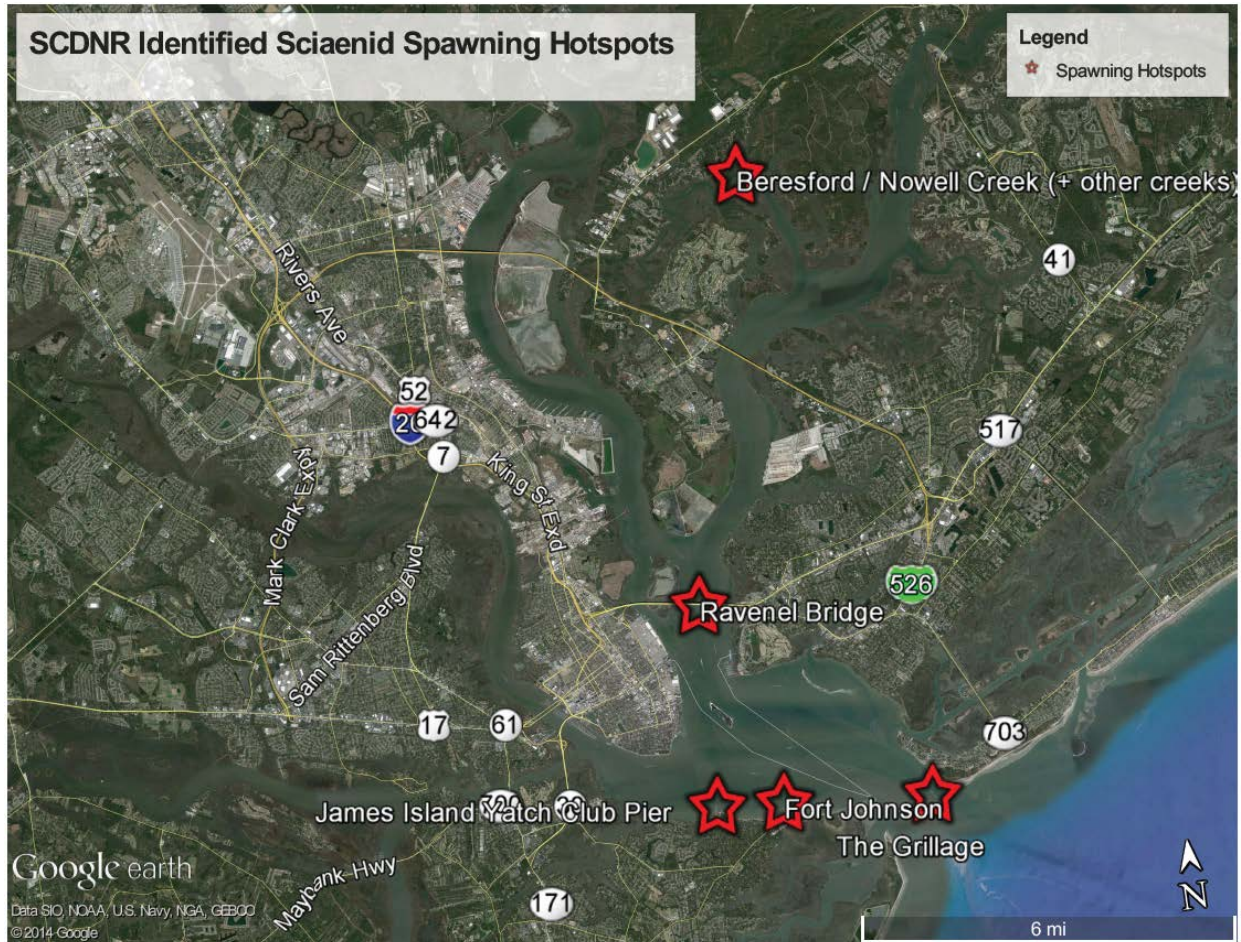 SCDNR Identified Sciaenid Spawning Hotspots
Legend
Spawning Hotspots
Beresford / Nowell Creek (+ other creeks)
41
Rivers Ave
52
642
7
517
King St Exd
Mark Clark Expy
526
Sam Rittenberg Blvd
Ravenel Bridge
17
61
703
James Island Yatch Club Pier
Fort Johnson
The Grillage
Maybank Hwy
171
Google earth
Data SIO, NOAA, U.S. Navy, NGA, GEBCO
© 2014 Google
N
6 mi